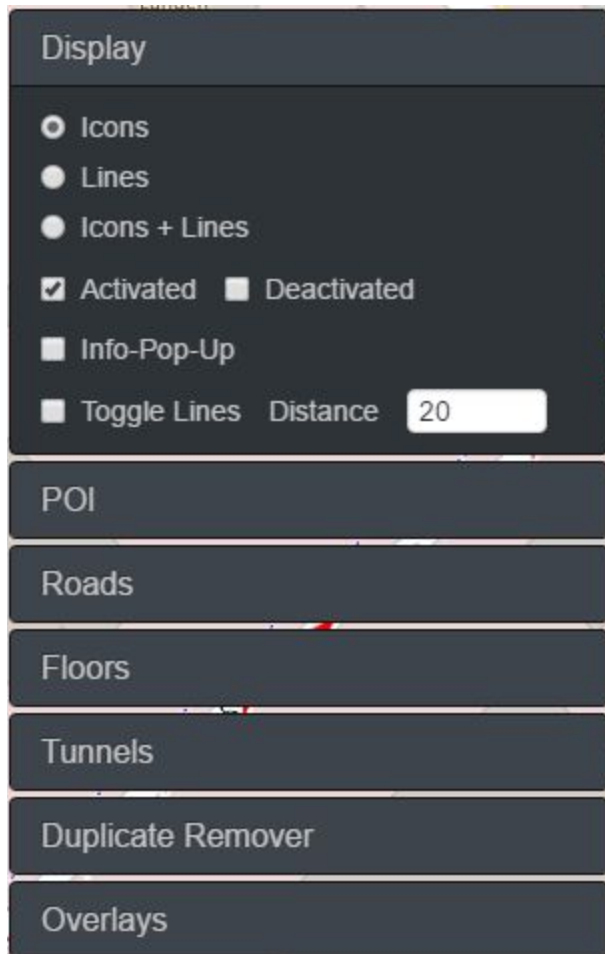 Display
Icons
Lines
Icons + Lines
Activated Deactivated
Info-Pop-Up
Toggle Lines Distance 20
POI
Roads
Floors
Tunnels
Duplicate Remover
Overlays